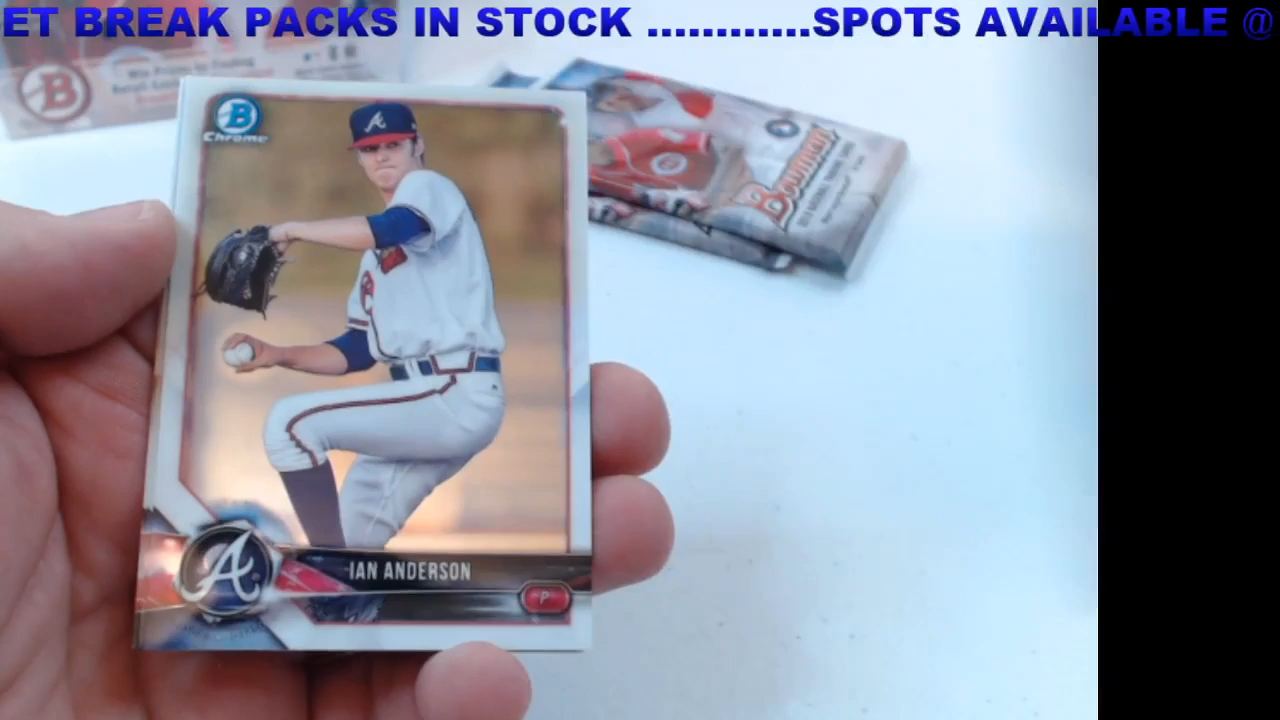 ET BREAK PACKS IN STOCK ............SPOTS AVAILABLE @
B
Chrome
B
Bowman
IAN ANDERSON
A
P